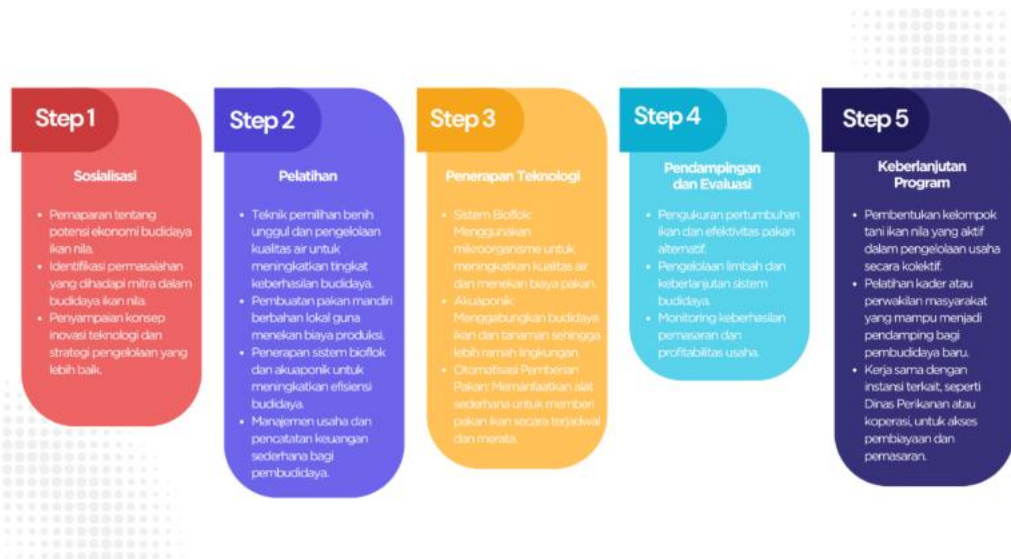 Step 1
Sosialisasi
• Pemaparan tentang
potensi ekonomi budidaya
ikan nila.
• Identifikasi permasalahan
yang dihadapi mitra dalam
budidaya ikan nila.
• Penyampaian konsep
inovasi teknologi dan
strategi pengelolaan yang
lebih baik.
Step 2
Pelatihan
• Teknik pemilihan benih
unggul dan pengelolaan
kualitas air untuk
meningkatkan tingkat
keberhasilan budidaya.
• Pembuatan pakan mandiri
berbahan lokal guna
menekan biaya produksi.
• Penerapan sistem bioflok
dan akuaponik untuk
meningkatkan efisiensi
budidaya.
• Manajemen usaha dan
pencatatan keuangan
sederhana bagi
pembudidaya.
Step 3
Penerapan Teknologi
• Sistem Bioflok:
Menggunakan
mikroorganisme untuk
meningkatkan kualitas air
dan menekan biaya pakan.
• Akuaponik:
Menggabungkan budidaya
ikan dan tanaman sehingga
lebih ramah lingkungan.
• Otomatisasi Pemberian
Pakan: Memanfaatkan alat
sederhana untuk memberi
pakan ikan secara terjadwal
dan merata.
Step 4
Pendampingan
dan Evaluasi
• Pengukuran pertumbuhan
ikan dan efektivitas pakan
alternatif.
• Pengelolaan limbah dan
keberlanjutan sistem
budidaya.
• Monitoring keberhasilan
pemasaran dan
profitabilitas usaha.
Step 5
Keberlanjutan
Program
• Pembentukan kelompok
tani ikan nila yang aktif
dalam pengelolaan usaha
secara kolektif.
• Pelatihan kader atau
perwakilan masyarakat
yang mampu menjadi
pendamping bagi
pembudidaya baru.
• Kerja sama dengan
instansi terkait, seperti
Dinas Perikanan atau
koperasi, untuk akses
pembiayaan dan
pemasaran.